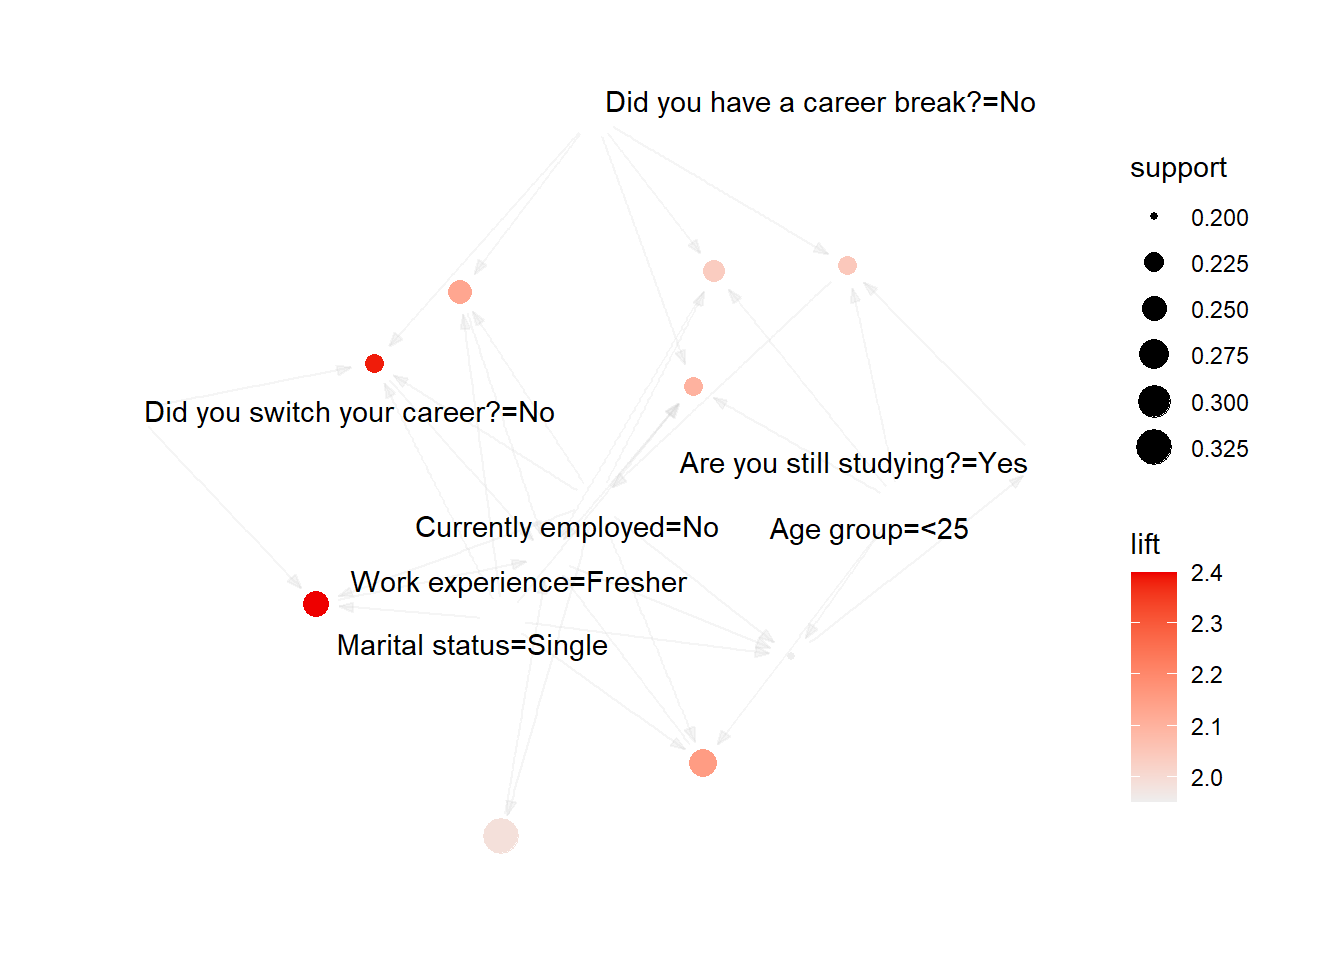 Did you have a career break?=No
Did you switch your career?=No
Are you still studying?=Yes
Currently employed=No
Age group=<25
Work experience=Fresher
Marital status=Single
support
0.200
0.225
0.250
0.275
0.300
0.325
lift
2.4
2.3
2.2
2.1
2.0